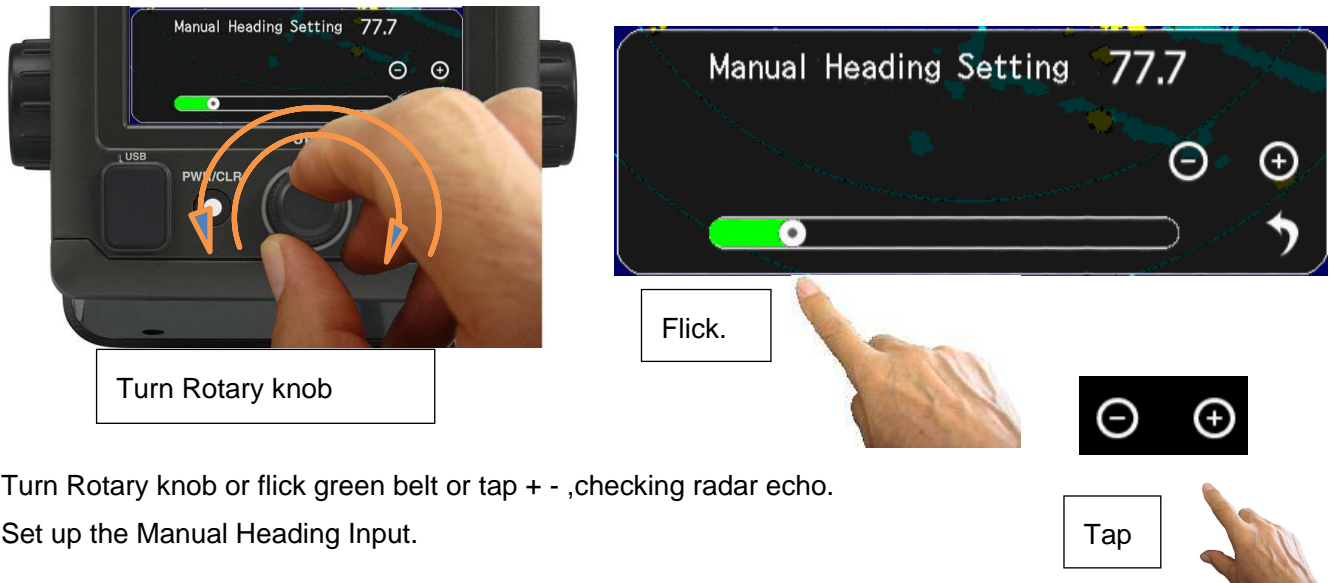 Manual Heading Setting 77.7
USB
PWR/CLR
Turn Rotary knob
Manual Heading Setting 77.7
Flick.
Turn Rotary knob or flick green belt or tap + - ,checking radar echo.
Set up the Manual Heading Input.
Tap